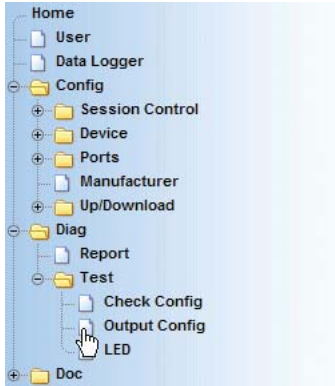 Home
User
Data Logger
Config
Session Control
Device
Ports
Manufacturer
Up/Download
Diag
Report
Test
Check Config
Output Config
LED
Doc